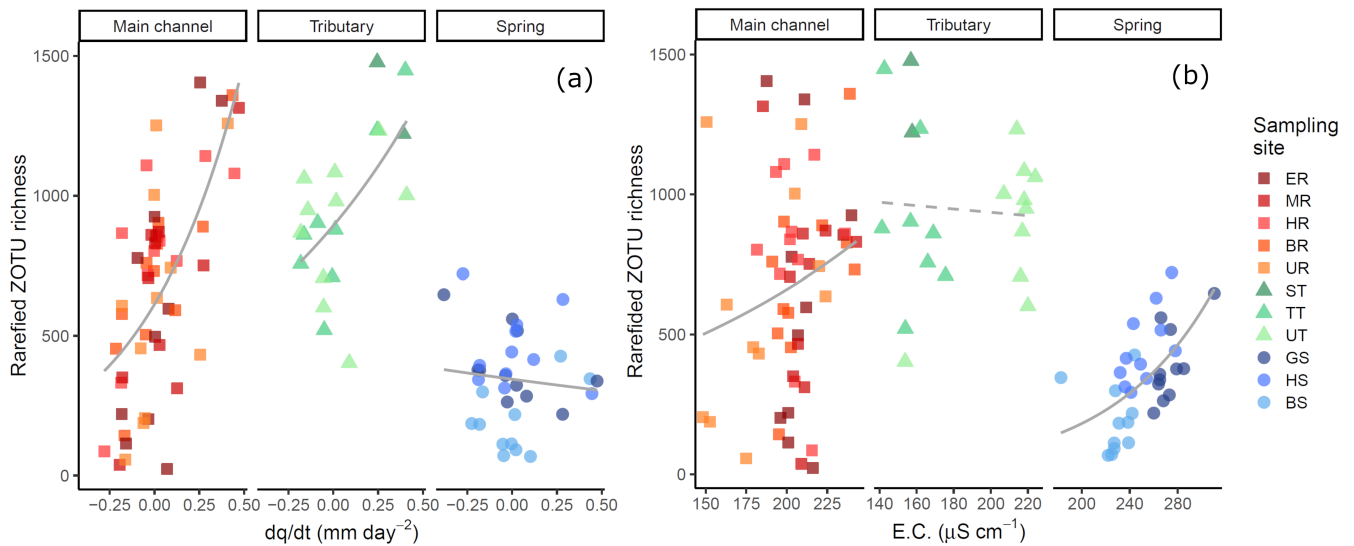 Main channel
Tributary
Spring
Main channel
Tributary
Spring
(a)
(b)
Rarefied ZOTU richness
1500
1000
500
0
−0.25 0.00 0.25 0.50
−0.25 0.00 0.25 0.50
−0.25 0.00 0.25 0.50
dq/dt (mm day−2)
Rarefided ZOTU richness
1500
1000
500
0
150 175 200 225
140 160 180 200 220
200 240 280
E.C. (µS cm−1)
Sampling
site
ER
MR
HR
BR
UR
ST
TT
UT
GS
HS
BS